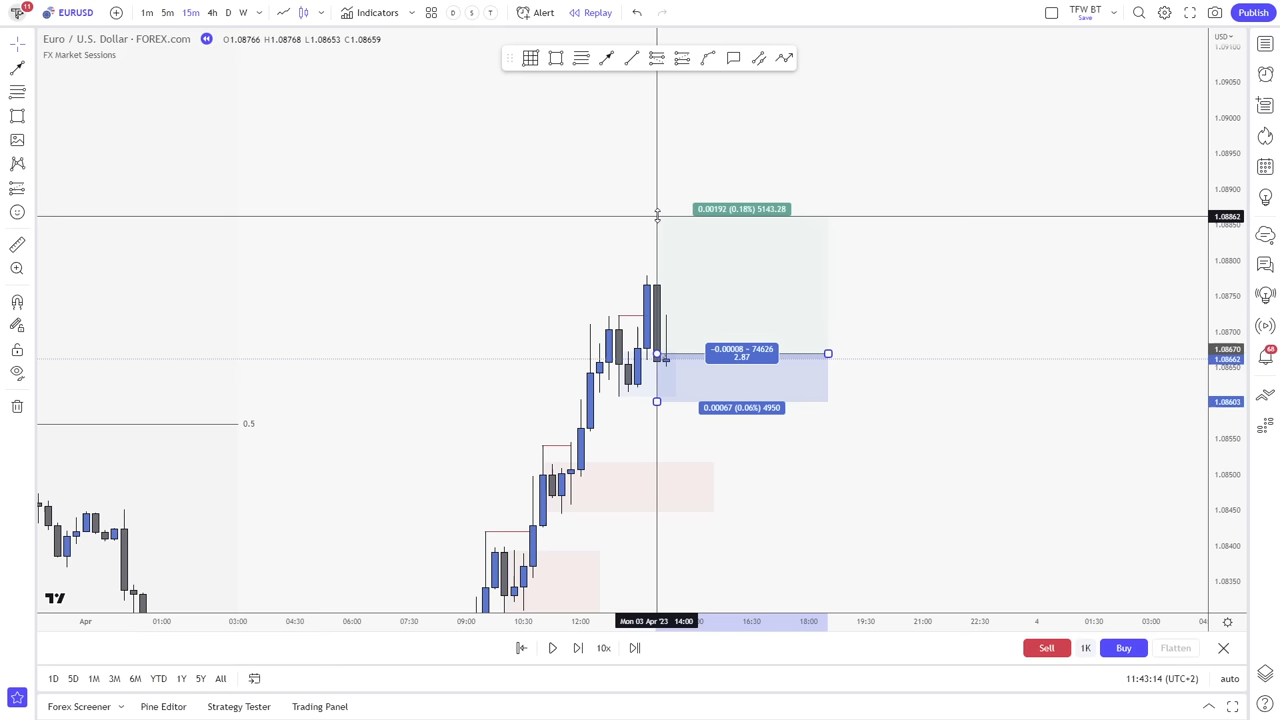 11
EURUSD
1m 5m 15m 4h D W
Indicators
D S T
Alert
Replay
TFW BT
Save
Publish
Euro / U.S. Dollar · FOREX.com
O1.08766 H1.08768 L1.08653 C1.08659
FX Market Sessions
USD
1.09100
1.09050
1.09000
1.08950
1.08900
1.08862
1.08850
1.08800
1.08750
1.08700
1.08670
1.08662
1.08650
1.08603
1.08550
1.08500
1.08450
1.08400
1.08350
0.00192 (0.18%) 5143.28
−0.00008 ~ 74626
2.87
0.00067 (0.06%) 4950
0.5
68
Apr 01:00 03:00 04:30 06:00 07:30 09:00 10:30 12:00 Mon 03 Apr '23 14:00 16:30 18:00 19:30 21:00 22:30 4 01:30 03:00
10x
Sell 1K Buy Flatten
1D 5D 1M 3M 6M YTD 1Y 5Y All
11:43:14 (UTC+2) auto
Forex Screener Pine Editor Strategy Tester Trading Panel